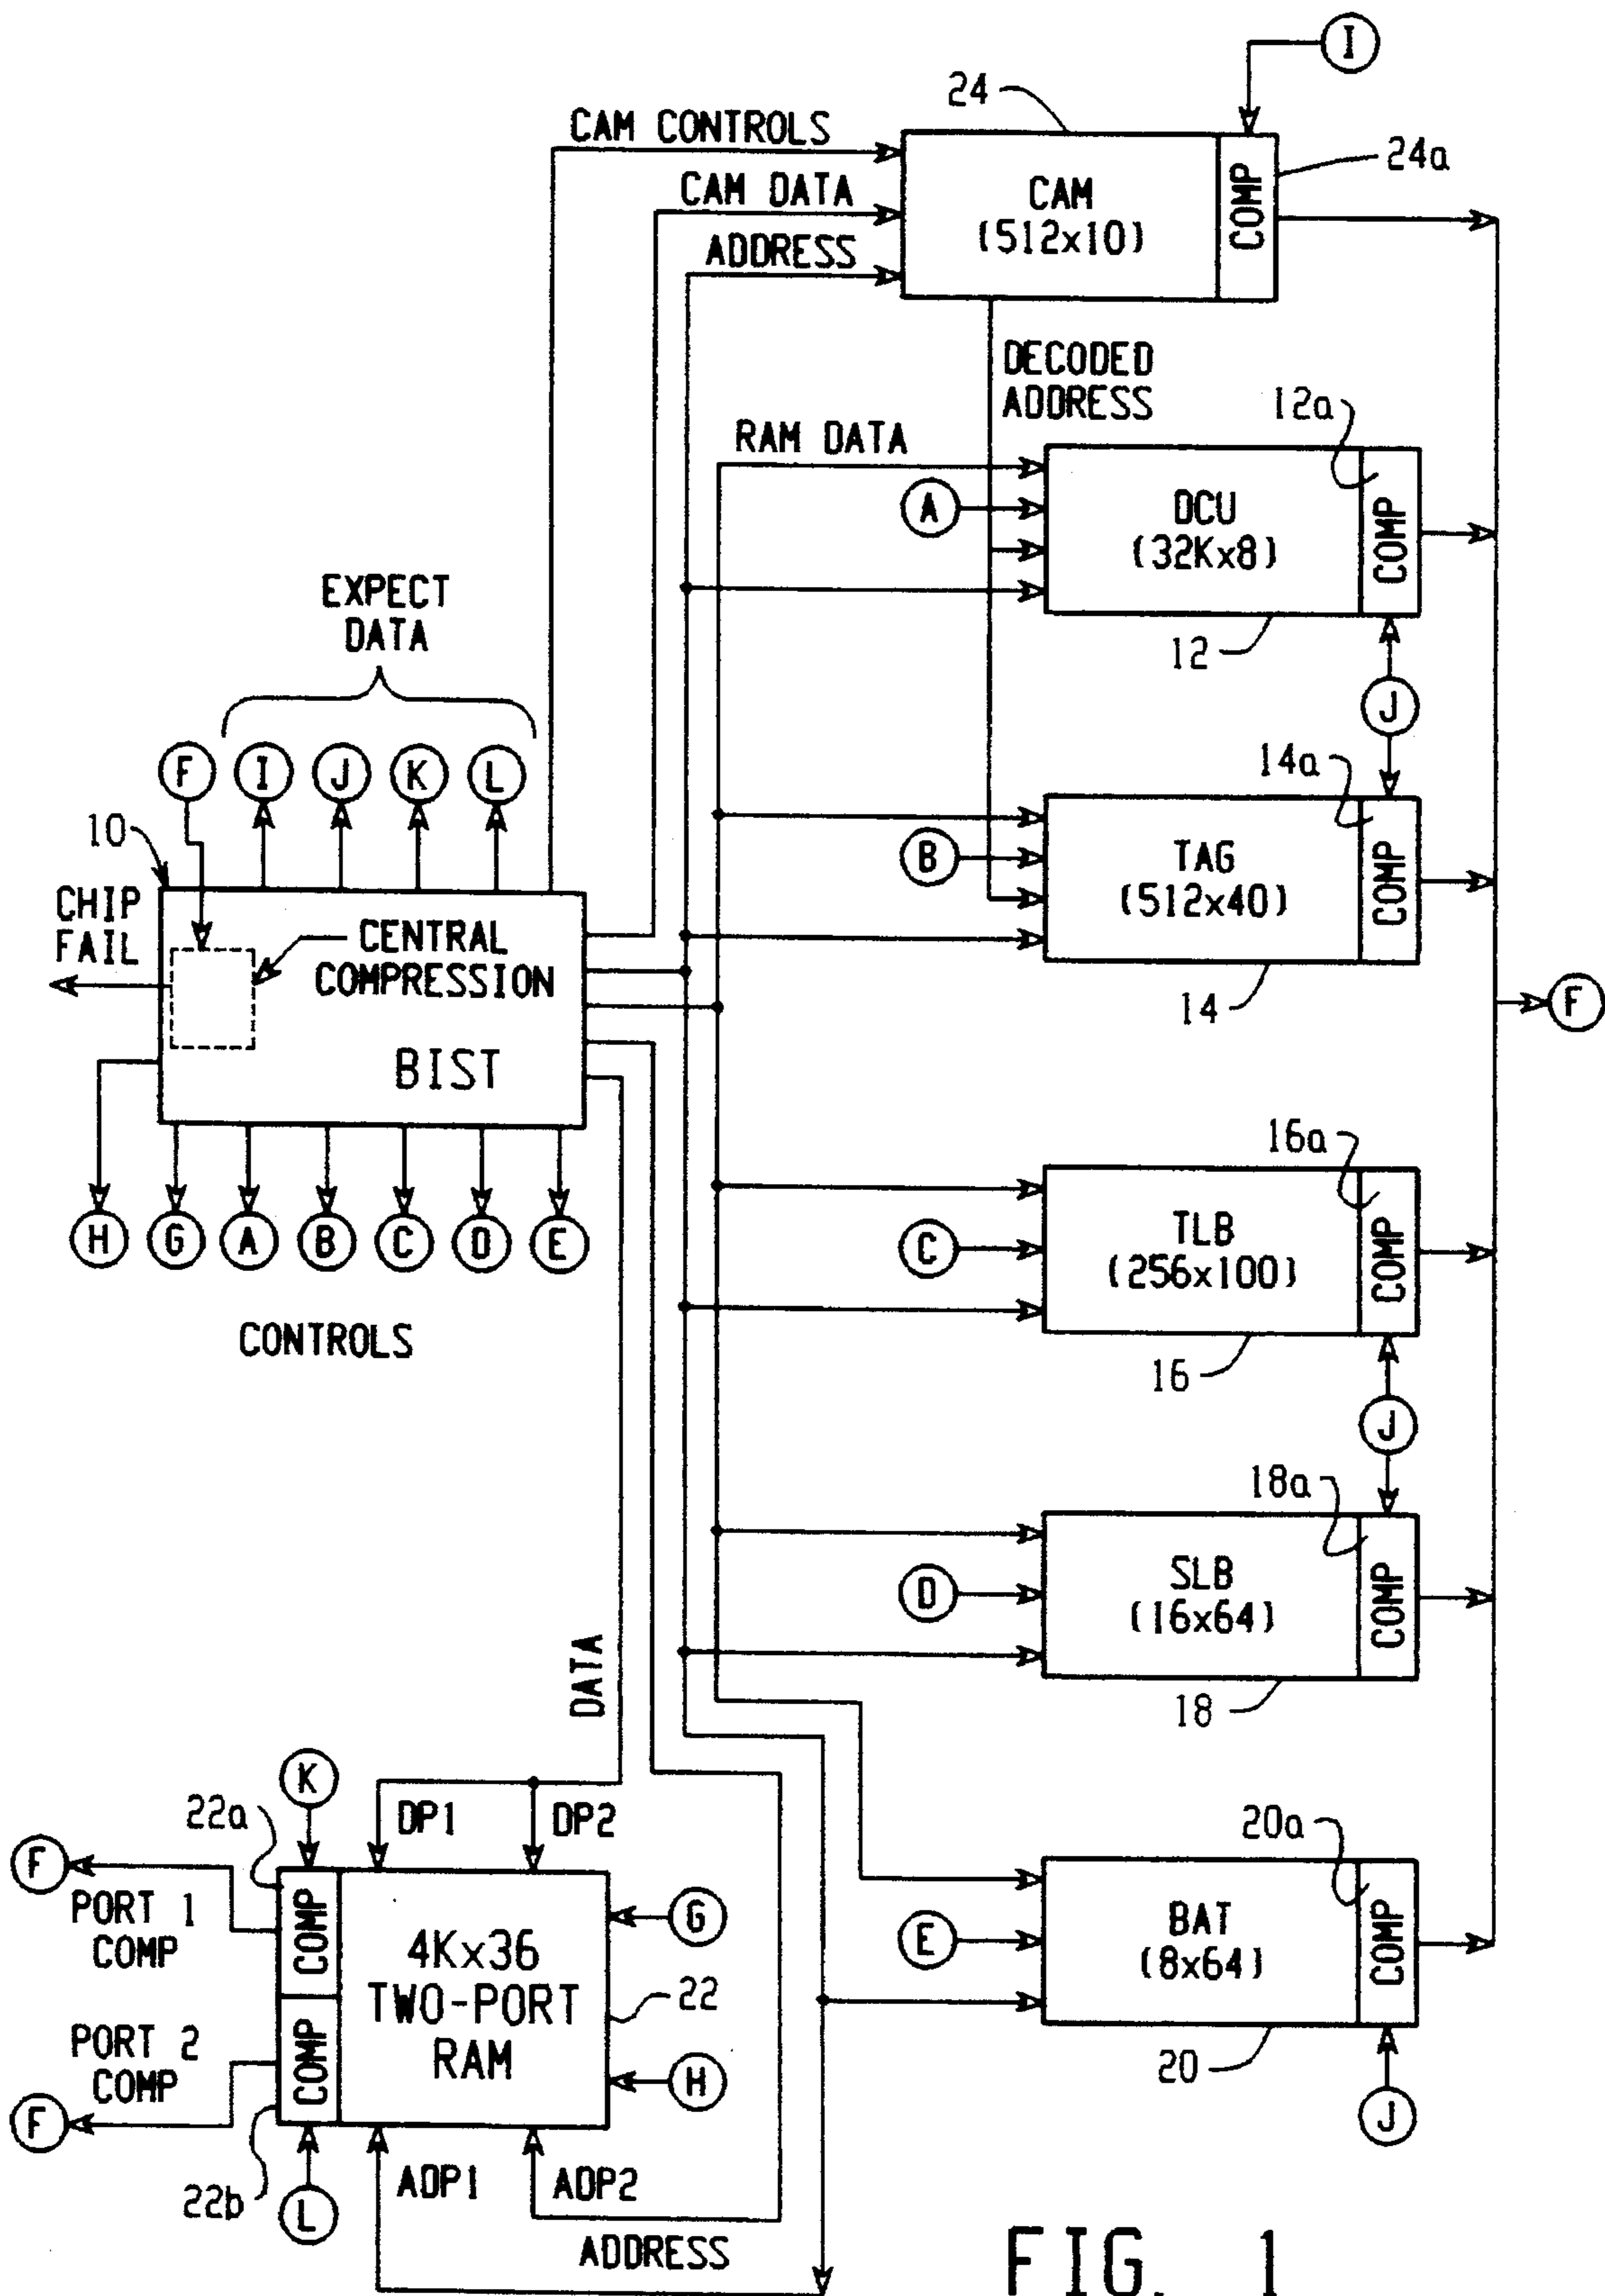 I
24
CAM CONTROLS
24a
CAM DATA
CAM
(512x10)
COMP
ADDRESS
DECODED
ADDRESS
12a
RAM DATA
A
DCU
(32Kx8)
COMP
EXPECT
DATA
12
J
F
I
J
K
L
14a
10
B
TAG
(512x40)
COMP
CHIP
FAIL
CENTRAL
COMPRESSION
14
F
BIST
16a
H
G
A
B
C
D
E
C
TLB
(256x100)
COMP
CONTROLS
16
J
18a
D
SLB
(16x64)
COMP
DATA
18
K
22a
DP1
DP2
20a
F
PORT 1
COMP
COMP
G
4Kx36
TWO-PORT
RAM
22
E
BAT
(8x64)
COMP
PORT 2
COMP
COMP
H
20
F
J
22b
L
ADP1
ADP2
ADDRESS
FIG. 1